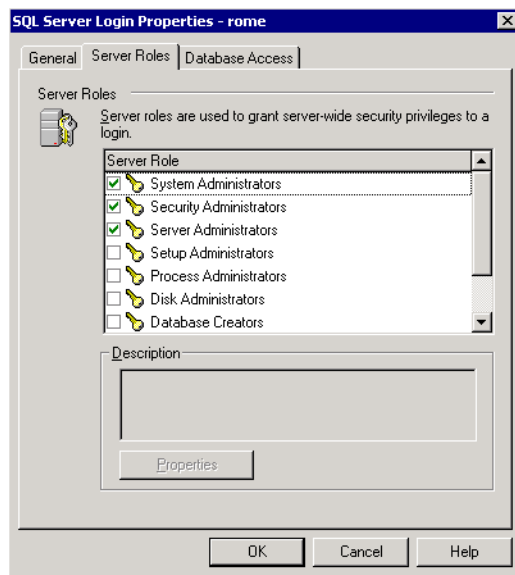 SQL Server Login Properties - rome
General
Server Roles
Database Access
Server Roles
Server roles are used to grant server-wide security privileges to a
login.
Server Role
System Administrators
Security Administrators
Server Administrators
Setup Administrators
Process Administrators
Disk Administrators
Database Creators
Description
Properties
OK
Cancel
Help